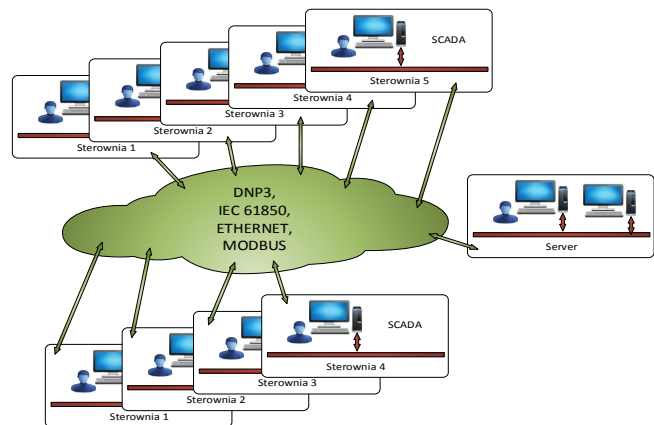 SCADA
Sterownia 5
Sterownia 4
Sterownia 3
Sterownia 2
Sterownia 1
DNP3,
IEC 61850,
ETHERNET,
MODBUS
Server
SCADA
Sterownia 4
Sterownia 3
Sterownia 2
Sterownia 1